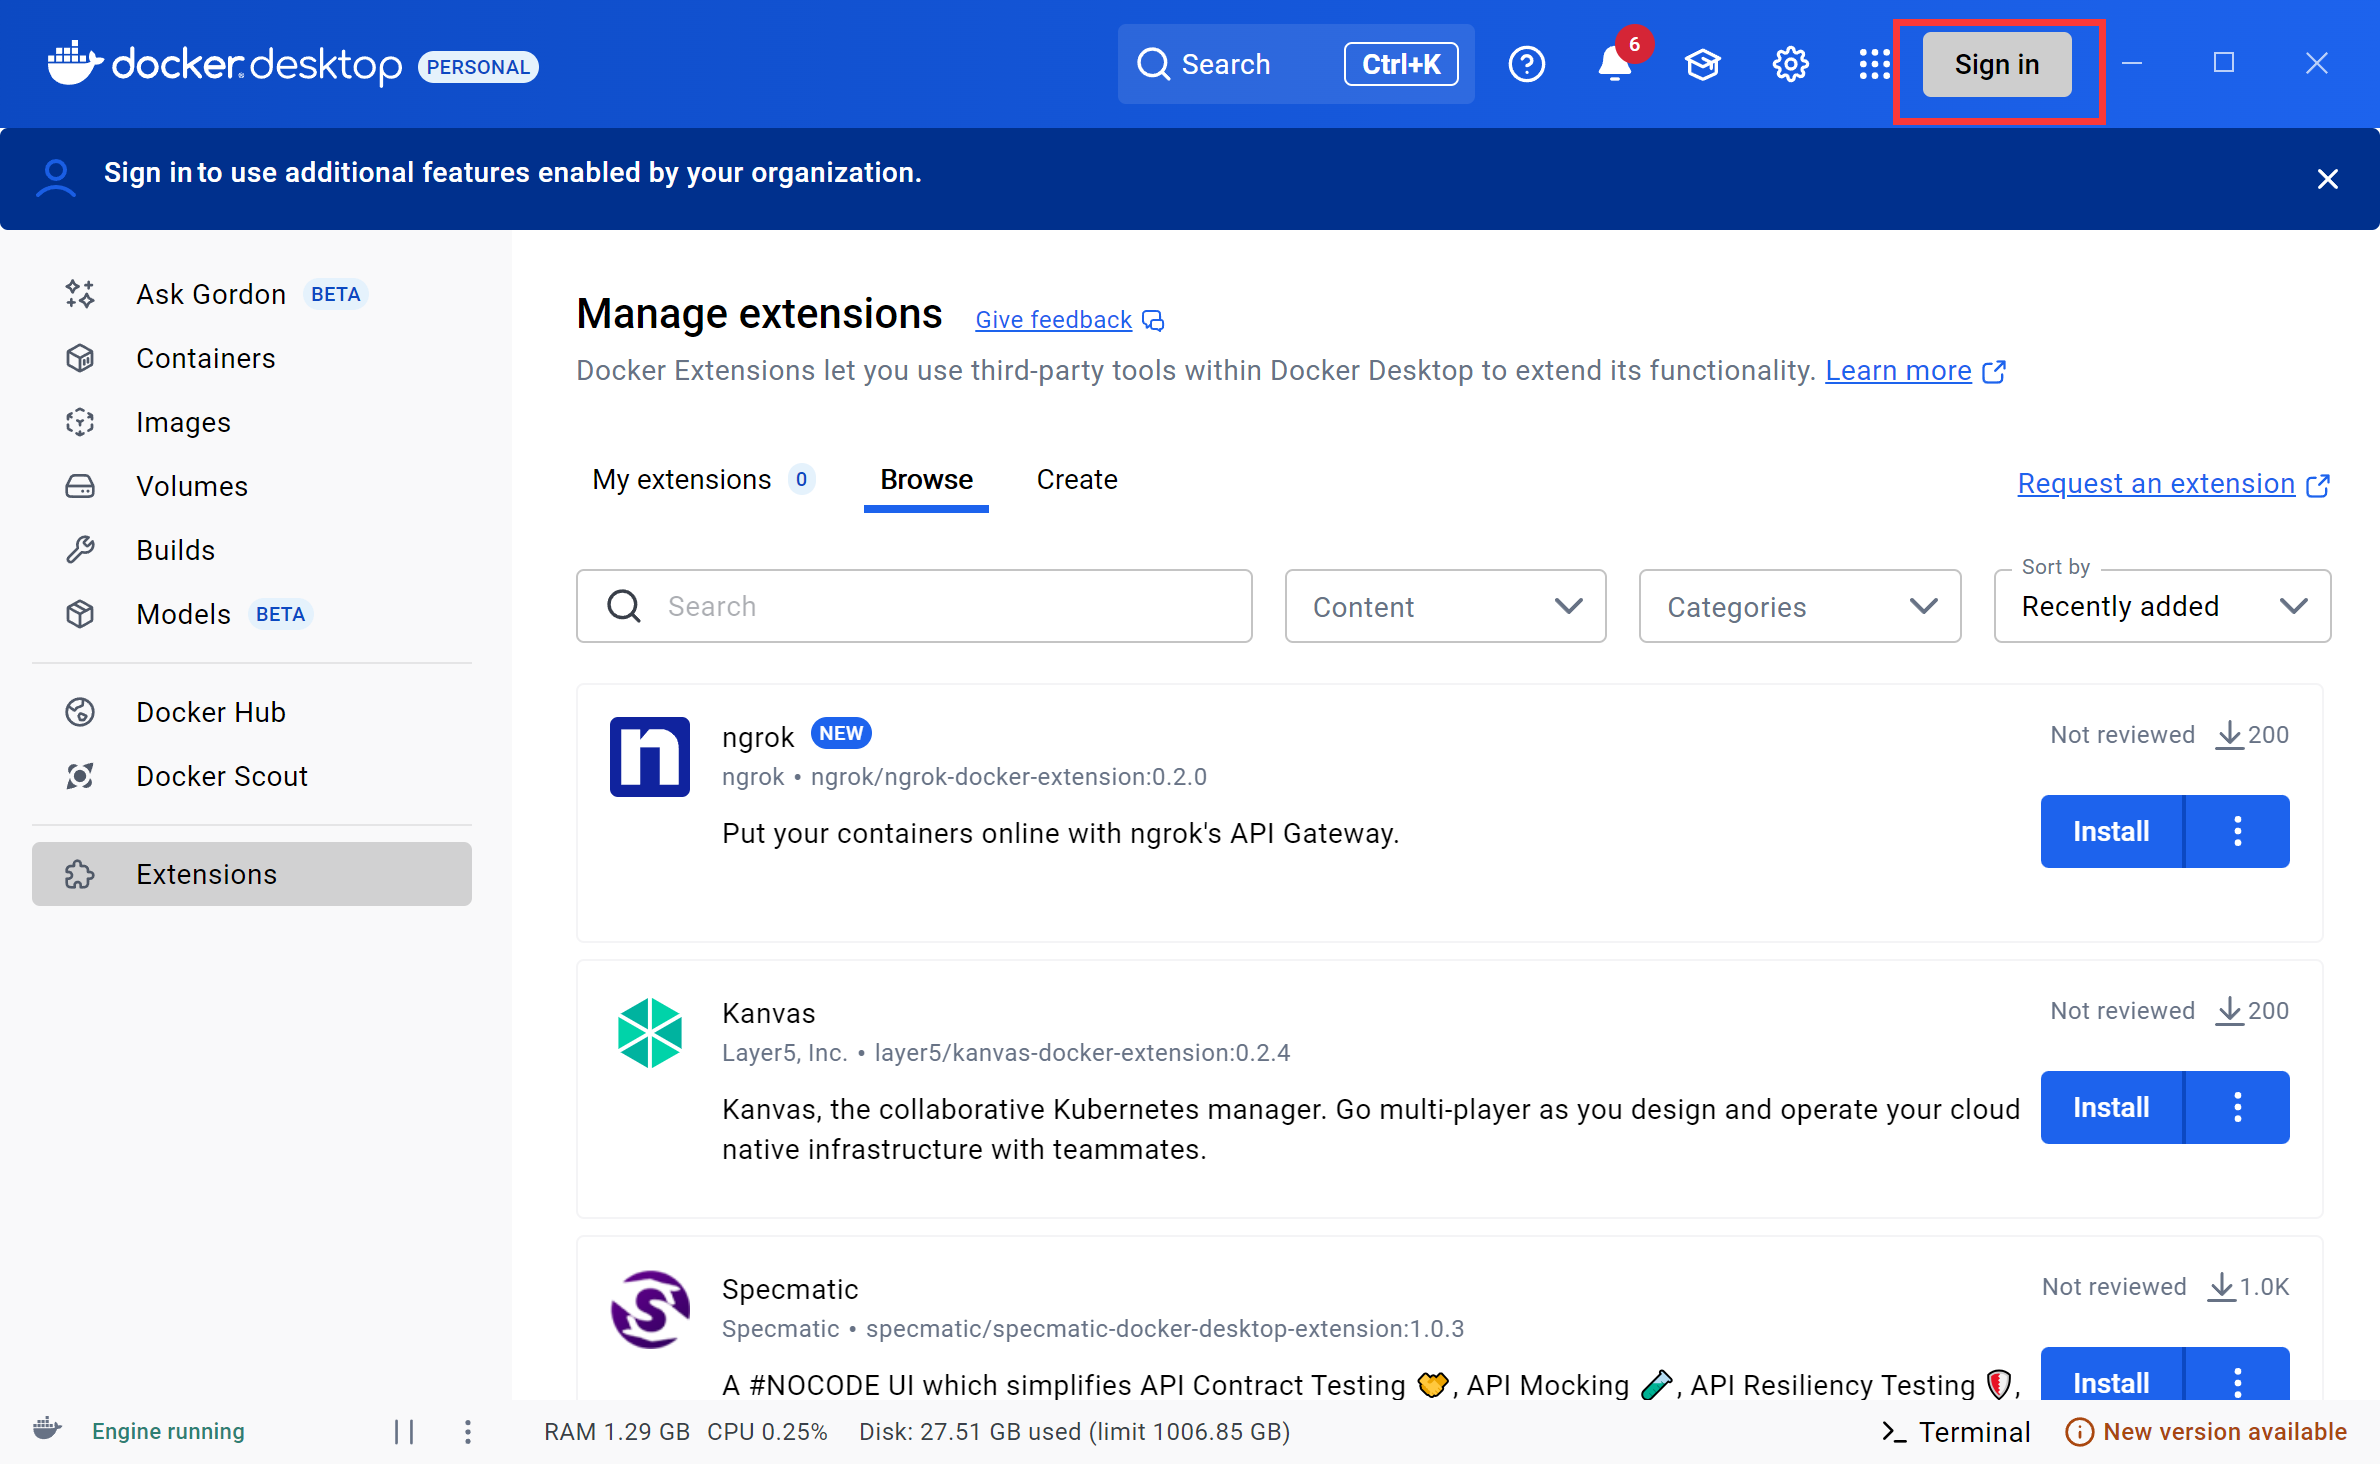 docker desktop PERSONAL
Search Ctrl+K
6
Sign in
Sign in to use additional features enabled by your organization.
Ask Gordon BETA
Containers
Images
Volumes
Builds
Models BETA
Docker Hub
Docker Scout
Extensions
Manage extensions Give feedback
Docker Extensions let you use third-party tools within Docker Desktop to extend its functionality. Learn more
My extensions 0 Browse Create
Request an extension
Search
Content
Categories
Sort by
Recently added
ngrok NEW
ngrok • ngrok/ngrok-docker-extension:0.2.0
Put your containers online with ngrok's API Gateway.
Not reviewed 200
Install
Kanvas
Layer5, Inc. • layer5/kanvas-docker-extension:0.2.4
Kanvas, the collaborative Kubernetes manager. Go multi-player as you design and operate your cloud
native infrastructure with teammates.
Not reviewed 200
Install
Specmatic
Specmatic • specmatic/specmatic-docker-desktop-extension:1.0.3
A #NOCODE UI which simplifies API Contract Testing 🤝, API Mocking 🧪, API Resiliency Testing 🛡️,
Not reviewed 1.0K
Install
Engine running
RAM 1.29 GB CPU 0.25% Disk: 27.51 GB used (limit 1006.85 GB)
Terminal
New version available